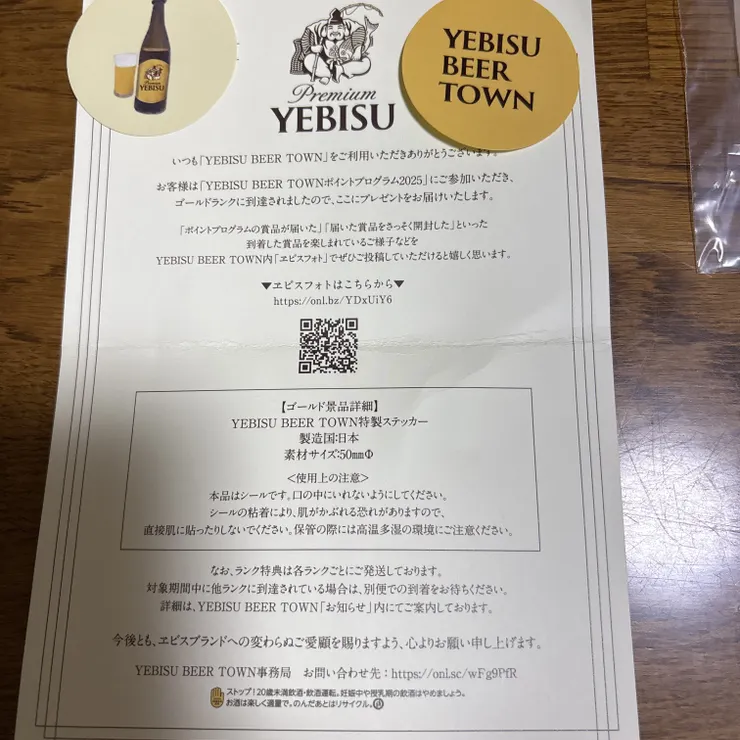 Premium
YEBISU
YEBISU
BEER
TOWN
Premium
YEBISU
いつも「YEBISU BEER TOWN」をご利用いただきありがとうございます。
お客様は「YEBISU BEER TOWNポイントプログラム2025」にご参加いただき、
ゴールドランクに到達されましたので、ここにプレゼントをお届けいたします。
「ポイントプログラムの賞品が届いた」「届いた賞品をさっそく開封した」といった
到着した賞品を楽しまれているご様子などを
YEBISU BEER TOWN内「ヱビスフォト」でぜひご投稿していただけると嬉しく思います。
▼ヱビスフォトはこちらから▼
https://onl.bz/YDxUiY6
【ゴールド景品詳細】
YEBISU BEER TOWN特製ステッカー
製造国:日本
素材サイズ:50㎜Φ
<使用上の注意>
本品はシールです。口の中にいれないようにしてください。
シールの粘着により、肌がかぶれる恐れがありますので、
直接肌に貼ったりしないでください。保管の際には高温多湿の環境にご注意ください。
なお、ランク特典は各ランクごとにご発送しております。
対象期間中に他ランクに到達されている場合は、別便での到着をお待ちください。
詳細は、YEBISU BEER TOWN「お知らせ」内にてご案内しております。
今後とも、ヱビスブランドへの変わらぬご愛顧を賜りますよう、心よりお願い申し上げます。
YEBISU BEER TOWN事務局 お問い合わせ先：https://onl.sc/wFg9PfR
ストップ!20歳未満飲酒・飲酒運転。妊娠中や授乳期の飲酒はやめましょう。
お酒は楽しく適量で。のんだあとはリサイクル。